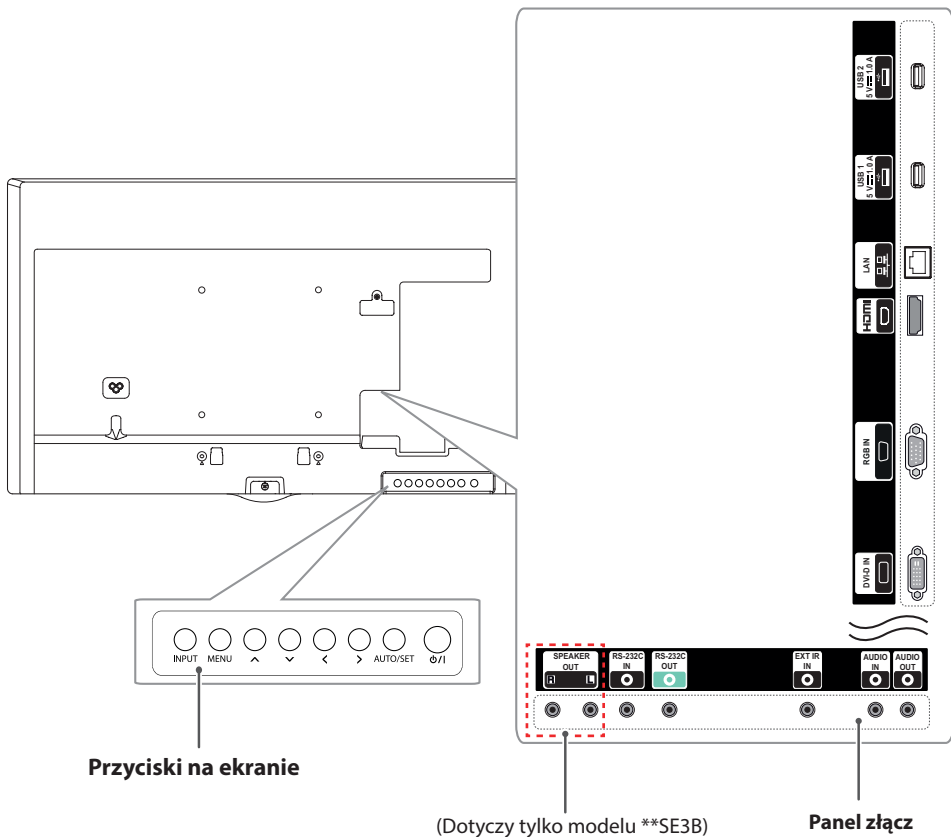 USB 2
5 V 1.0 A
USB 1
5 V 1.0 A
LAN
HDMI
RGB IN
DVI-D IN
INPUT
MENU
AUTO/SET
/I
SPEAKER
OUT
R
L
RS-232C
IN
RS-232C
OUT
EXT IR
IN
AUDIO
IN
AUDIO
OUT
Przyciski na ekranie
(Dotyczy tylko modelu **SE3B)
Panel złącz